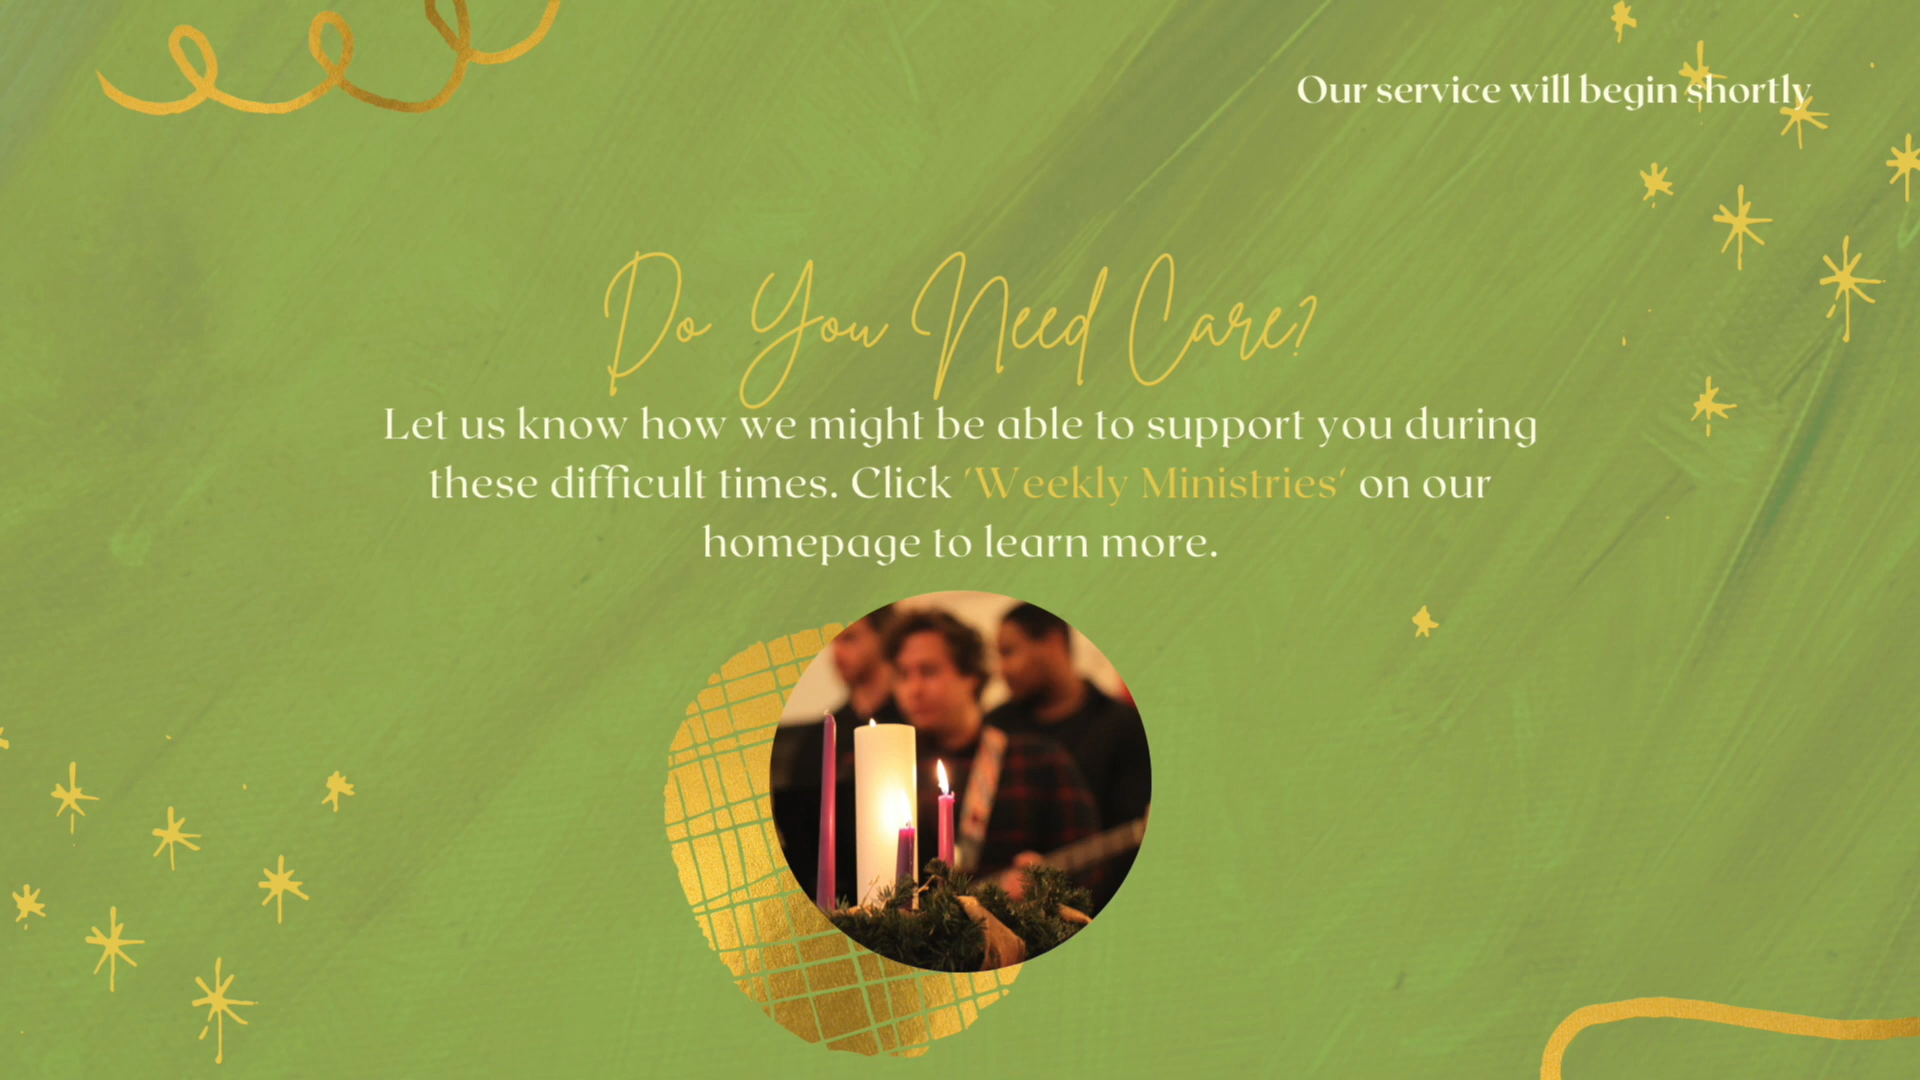 Our service will begin shortly
Do You Need Care?
Let us know how we might be able to support you during
these difficult times. Click 'Weekly Ministries' on our
homepage to learn more.